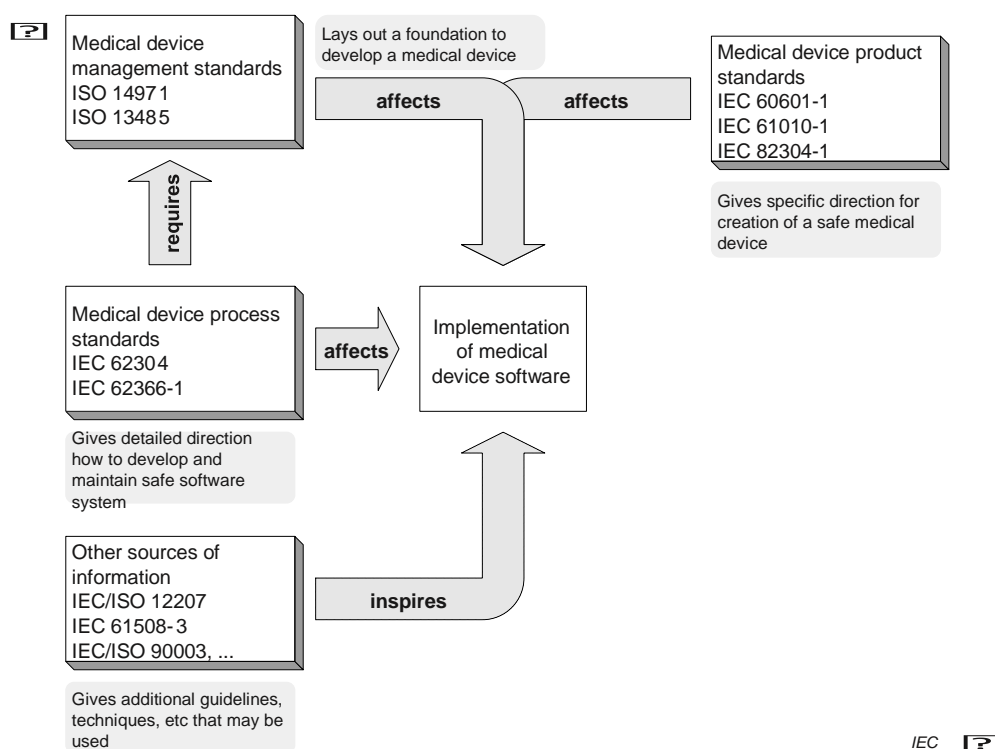 Medical device
management standards
ISO 14971
ISO 13485
Lays out a foundation to
develop a medical device
affects
affects
Medical device product
standards
IEC 60601-1
IEC 61010-1
IEC 82304-1
Gives specific direction for
creation of a safe medical
device
requires
Medical device process
standards
IEC 62304
IEC 62366-1
affects
Implementation
of medical
device software
Gives detailed direction
how to develop and
maintain safe software
system
Other sources of
information
IEC/ISO 12207
IEC 61508-3
IEC/ISO 90003, ...
inspires
Gives additional guidelines,
techniques, etc that may be
used
IEC